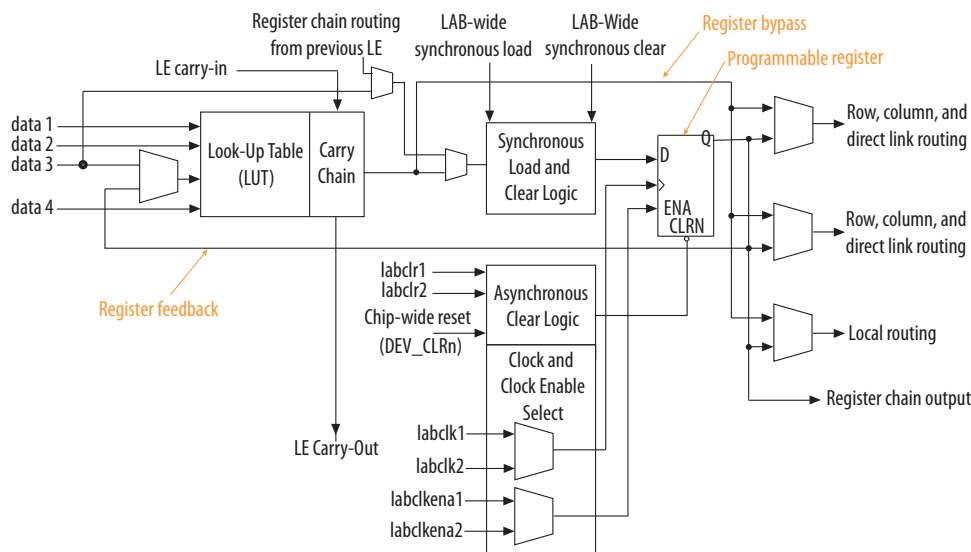 Register chain routing
from previous LE
LAB-wide
synchronous load
LAB-Wide
synchronous clear
Register bypass
Programmable register
LE carry-in
data 1
data 2
data 3
data 4
Look-Up Table
(LUT)
Carry
Chain
Synchronous
Load and
Clear Logic
D
Q
ENA
CLRN
Row, column, and
direct link routing
Row, column, and
direct link routing
Local routing
Register chain output
Register feedback
labclr1
labclr2
Chip-wide reset
(DEV_CLRn)
Asynchronous
Clear Logic
Clock and
Clock Enable
Select
labclk1
labclk2
labclkena1
labclkena2
LE Carry-Out